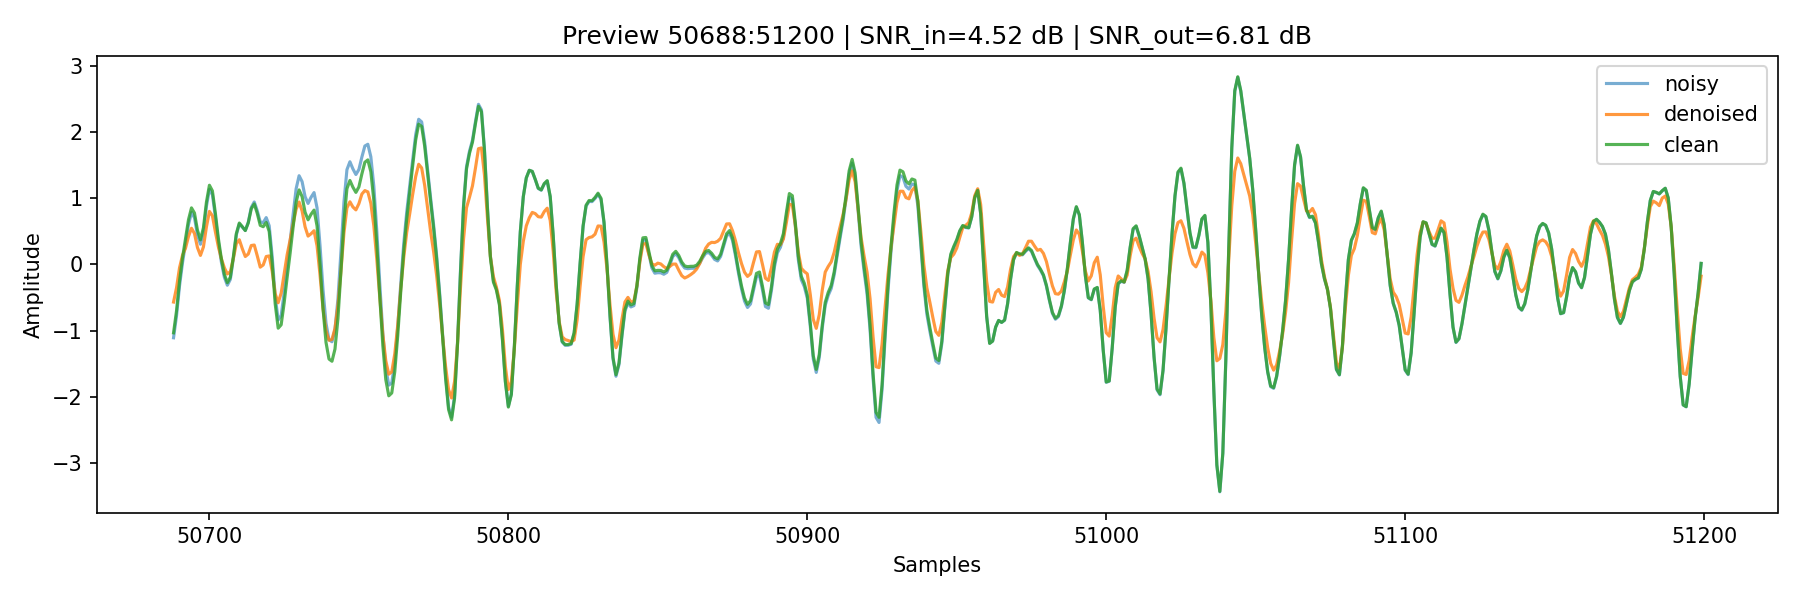 Preview 50688:51200 | SNR_in=4.52 dB | SNR_out=6.81 dB
noisy
denoised
clean
Amplitude
3
2
1
0
−1
−2
−3
50700 50800 50900 51000 51100 51200
Samples